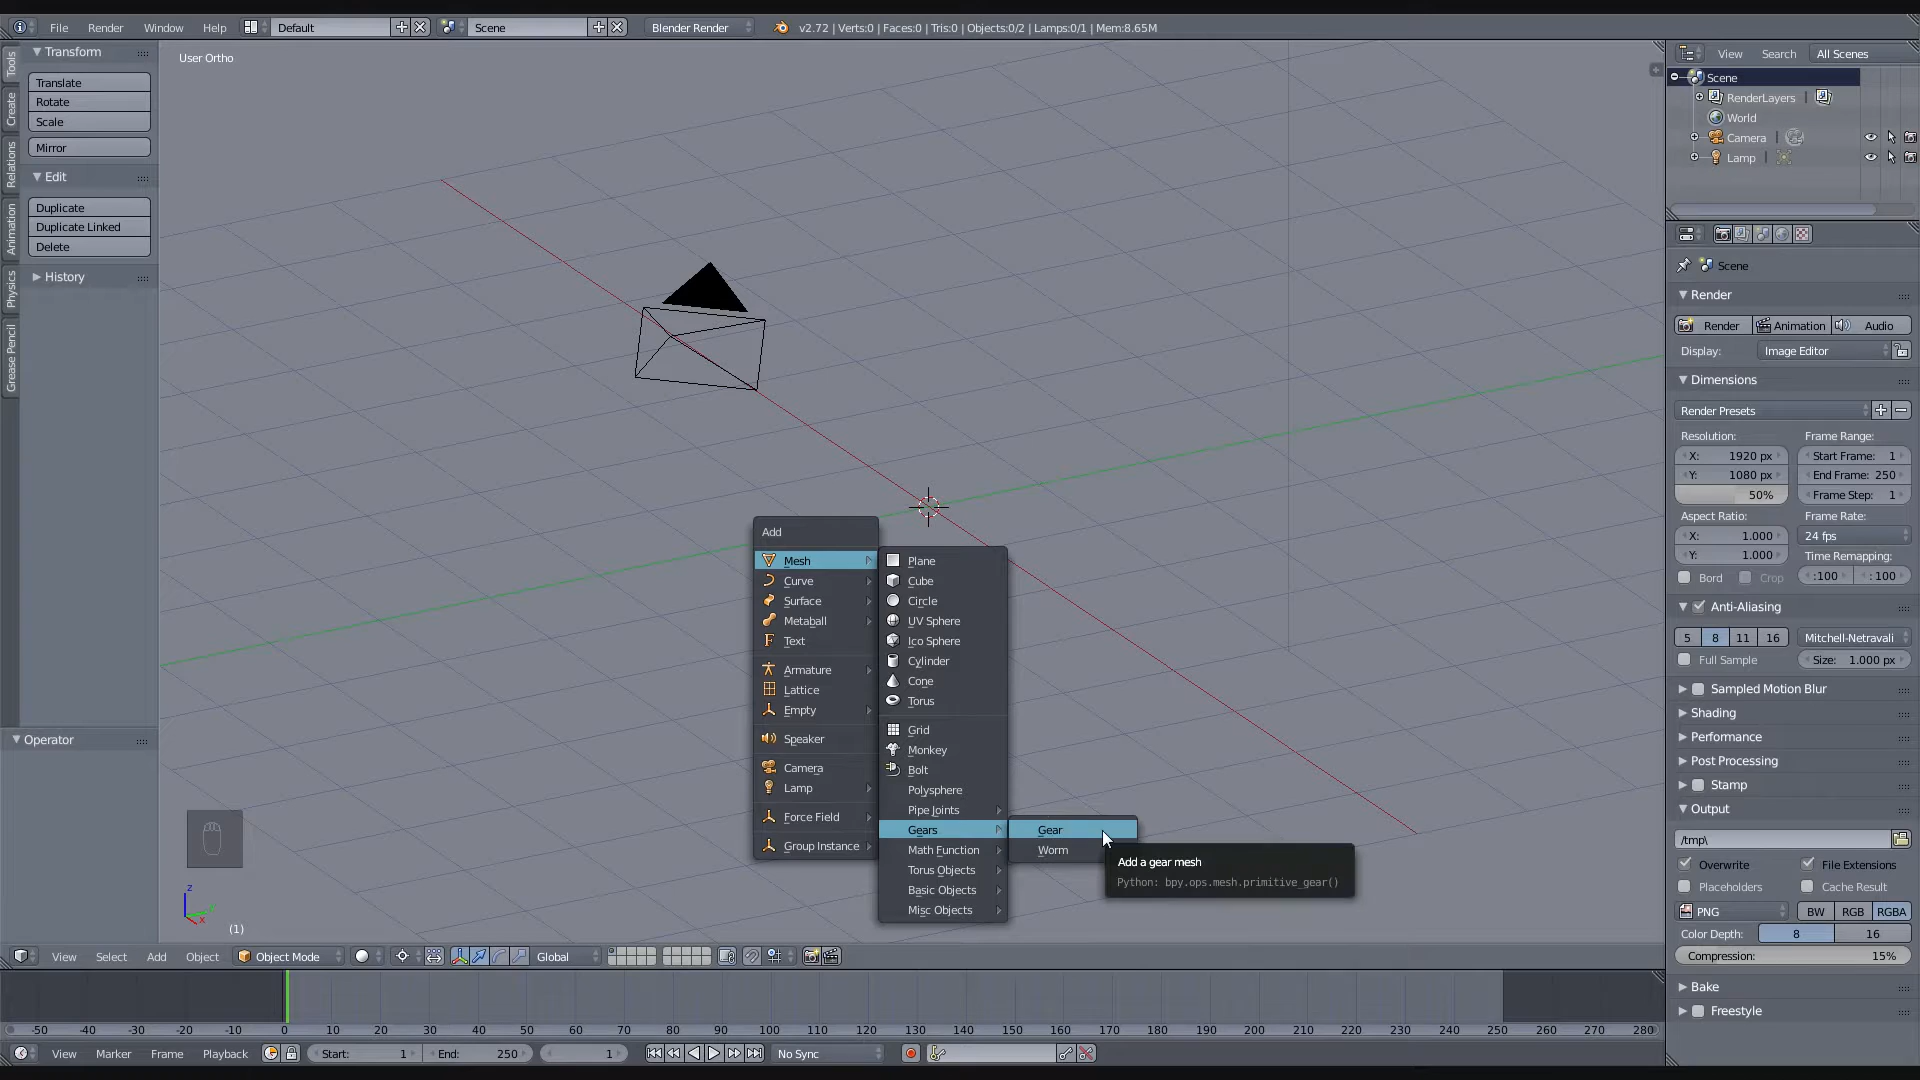 File Render Window Help Default Scene Blender Render v2.72 | Verts:0 | Faces:0 | Tris:0 | Objects:0/2 | Lamps:0/1 | Mem:8.65M
Tools
Create
Relations
Animation
Physics
Grease Pencil
Transform
Translate
Rotate
Scale
Mirror
Edit
Duplicate
Duplicate Linked
Delete
History
Operator
User Ortho
Add
Mesh
Curve
Surface
Metaball
Text
Armature
Lattice
Empty
Speaker
Camera
Lamp
Force Field
Group Instance
Plane
Cube
Circle
UV Sphere
Ico Sphere
Cylinder
Cone
Torus
Grid
Monkey
Bolt
Polysphere
Pipe Joints
Gears
Math Function
Torus Objects
Basic Objects
Misc Objects
Gear
Worm
Add a gear mesh
Python: bpy.ops.mesh.primitive_gear()
z
x
(1)
View Select Add Object Object Mode Global
-50 -40 -30 -20 -10 0 10 20 30 40 50 60 70 80 90 100 110 120 130 140 150 160 170 180 190 200 210 220 230 240 250 260 270 280
View Marker Frame Playback Start: 1 End: 250 1 No Sync
View Search All Scenes
Scene
RenderLayers |
World
Camera |
Lamp |
Scene
Render
Render Animation Audio
Display: Image Editor
Dimensions
Render Presets
Resolution: Frame Range:
X: 1920 px Start Frame: 1
Y: 1080 px End Frame: 250
50% Frame Step: 1
Aspect Ratio: Frame Rate:
X: 1.000 24 fps
Y: 1.000 Time Remapping:
Bord Crop :100 : 100
Anti-Aliasing
5 8 11 16 Mitchell-Netravali
Full Sample Size: 1.000 px
Sampled Motion Blur
Shading
Performance
Post Processing
Stamp
Output
/tmp\
Overwrite File Extensions
Placeholders Cache Result
PNG BW RGB RGBA
Color Depth: 8 16
Compression: 15%
Bake
Freestyle